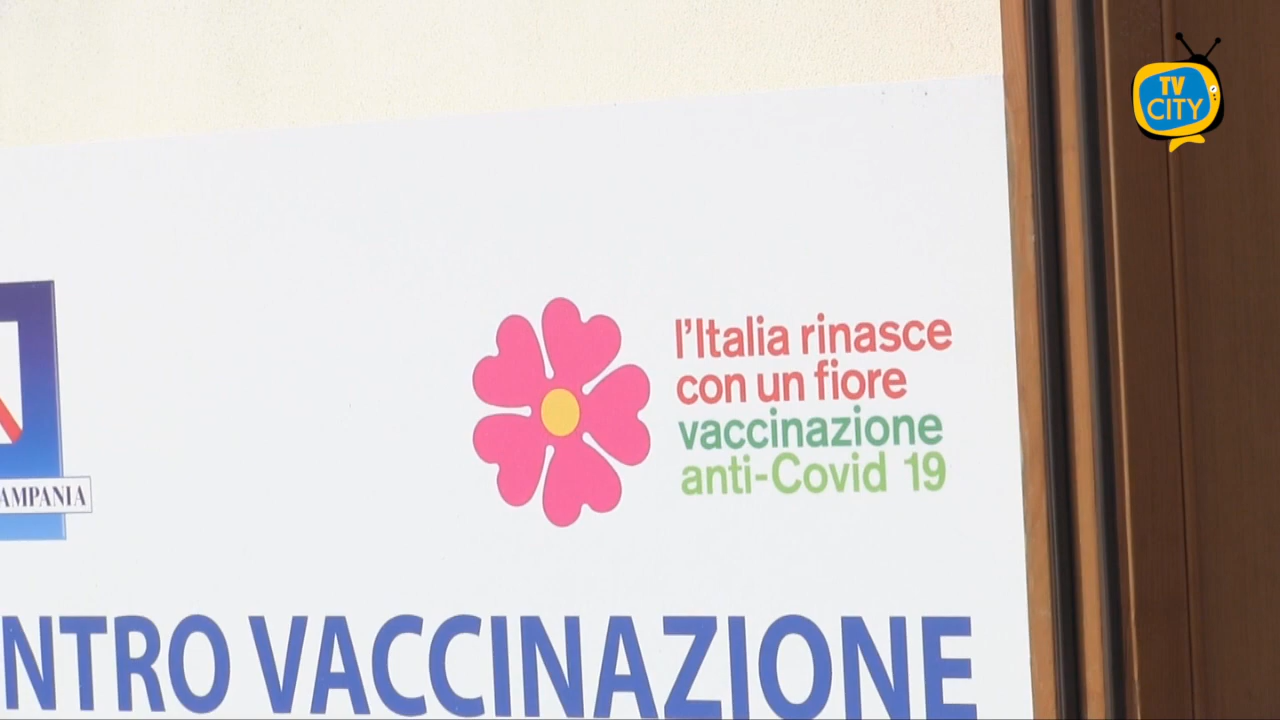 TV
CITY
l'Italia rinasce
con un fiore
vaccinazione
anti-Covid 19
AMPANIA
NTRO VACCINAZIONE